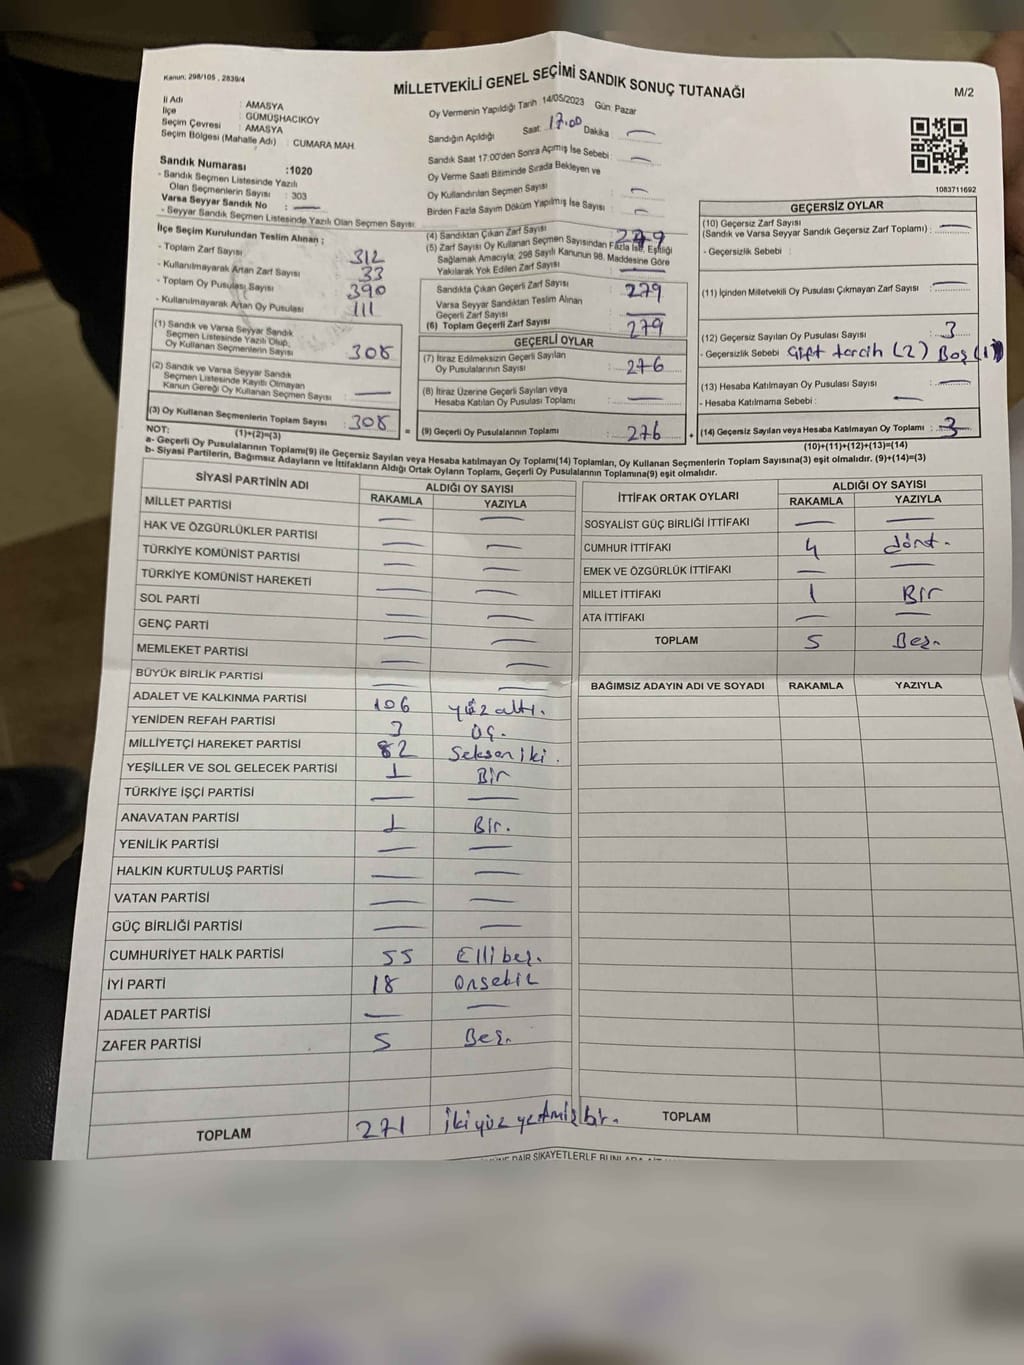 Kanun; 298/105 , 2839/4
MİLLETVEKİLİ GENEL SEÇİMİ SANDIK SONUÇ TUTANAĞI
M/2
İl Adı : AMASYA
İlçe : GÜMÜŞHACIKÖY
Seçim Çevresi : AMASYA
Seçim Bölgesi (Mahalle Adı) : CUMARA MAH.
Sandık Numarası :1020
- Sandık Seçmen Listesinde Yazılı
Olan Seçmenlerin Sayısı : 303
Varsa Seyyar Sandık No : —
- Seyyar Sandık Seçmen Listesinde Yazılı Olan Seçmen Sayısı:
Oy Vermenin Yapıldığı Tarih 14/05/2023 Gün: Pazar
Sandığın Açıldığı Saat: 17.00 Dakika : —
Sandık Saat 17:00'den Sonra Açmış İse Sebebi : —
Oy Verme Saati Bitiminde Sırada Bekleyen ve
Oy Kullandırılan Seçmen Sayısı : —
Birden Fazla Sayım Döküm Yapılmış İse Sayısı : —
1083711692
İlçe Seçim Kurulundan Teslim Alınan ;
- Toplam Zarf Sayısı : 312
- Kullanılmayarak Artan Zarf Sayısı : 33
- Toplam Oy Pusulası Sayısı : 390
- Kullanılmayarak Artan Oy Pusulası : 111
(1) Sandık ve Varsa Seyyar Sandık
Seçmen Listesinde Yazılı Olup,
Oy Kullanan Seçmenlerin Sayısı : 308
(2) Sandık ve Varsa Seyyar Sandık
Seçmen Listesinde Kayıtlı Olmayan
Kanun Gereği Oy Kullanan Seçmen Sayısı : —
(3) Oy Kullanan Seçmenlerin Toplam Sayısı : 308
(1)+(2)=(3)
(4) Sandıktan Çıkan Zarf Sayısı : 279
(5) Zarf Sayısı Oy Kullanan Seçmen Sayısından Fazla İse, Eşitliği
Sağlamak Amacıyla; 298 Sayılı Kanunun 98. Maddesine Göre
Yakılarak Yok Edilen Zarf Sayısı : —
Sandıkta Çıkan Geçerli Zarf Sayısı : 279
Varsa Seyyar Sandıktan Teslim Alınan
Geçerli Zarf Sayısı : —
(6) Toplam Geçerli Zarf Sayısı : 279
GEÇERLİ OYLAR
(7) İtiraz Edilmeksizin Geçerli Sayılan
Oy Pusulalarının Sayısı : 276
(8) İtiraz Üzerine Geçerli Sayılan veya
Hesaba Katılan Oy Pusulası Toplamı : —
= (9) Geçerli Oy Pusulalarının Toplamı : 276 +
GEÇERSİZ OYLAR
(10) Geçersiz Zarf Sayısı
(Sandık ve Varsa Seyyar Sandık Geçersiz Zarf Toplamı) : —
- Geçersizlik Sebebi :
(11) İçinden Milletvekili Oy Pusulası Çıkmayan Zarf Sayısı : —
(12) Geçersiz Sayılan Oy Pusulası Sayısı : 3
- Geçersizlik Sebebi : Çift tercih (2) Boş (1)
(13) Hesaba Katılmayan Oy Pusulası Sayısı : —
- Hesaba Katılmama Sebebi : —
(14) Geçersiz Sayılan veya Hesaba Katılmayan Oy Toplamı : 3
(10)+(11)+(12)+(13)=(14)
NOT:
a- Geçerli Oy Pusulalarının Toplamı(9) ile Geçersiz Sayılan veya Hesaba katılmayan Oy Toplamı(14) Toplamları, Oy Kullanan Seçmenlerin Toplam Sayısına(3) eşit olmalıdır. (9)+(14)=(3)
b- Siyasi Partilerin, Bağımsız Adayların ve İttifakların Aldığı Ortak Oyların Toplamı, Geçerli Oy Pusulalarının Toplamına(9) eşit olmalıdır.
SİYASİ PARTİNİN ADI ALDIĞI OY SAYISI
RAKAMLA YAZIYLA
MİLLET PARTİSİ — —
HAK VE ÖZGÜRLÜKLER PARTİSİ — —
TÜRKİYE KOMÜNİST PARTİSİ — —
TÜRKİYE KOMÜNİST HAREKETİ — —
SOL PARTİ — —
GENÇ PARTİ — —
MEMLEKET PARTİSİ — —
BÜYÜK BİRLİK PARTİSİ — —
ADALET VE KALKINMA PARTİSİ 106 yüz altı.
YENİDEN REFAH PARTİSİ 3 Üç.
MİLLİYETÇİ HAREKET PARTİSİ 82 Seksen iki.
YEŞİLLER VE SOL GELECEK PARTİSİ 1 Bir
TÜRKİYE İŞÇİ PARTİSİ — —
ANAVATAN PARTİSİ 1 Bir.
YENİLİK PARTİSİ — —
HALKIN KURTULUŞ PARTİSİ — —
VATAN PARTİSİ — —
GÜÇ BİRLİĞİ PARTİSİ — —
CUMHURİYET HALK PARTİSİ 55 Elli beş.
İYİ PARTİ 18 Onsekiz
ADALET PARTİSİ — —
ZAFER PARTİSİ 5 Beş.
TOPLAM 271 İki yüz yetmiş bir.
İTTİFAK ORTAK OYLARI ALDIĞI OY SAYISI
RAKAMLA YAZIYLA
SOSYALİST GÜÇ BİRLİĞİ İTTİFAKI — —
CUMHUR İTTİFAKI 4 dört.
EMEK VE ÖZGÜRLÜK İTTİFAKI — —
MİLLET İTTİFAKI 1 Bir
ATA İTTİFAKI — —
TOPLAM 5 Beş.
BAĞIMSIZ ADAYIN ADI VE SOYADI RAKAMLA YAZIYLA
TOPLAM
DAİR ŞİKAYETLERLE